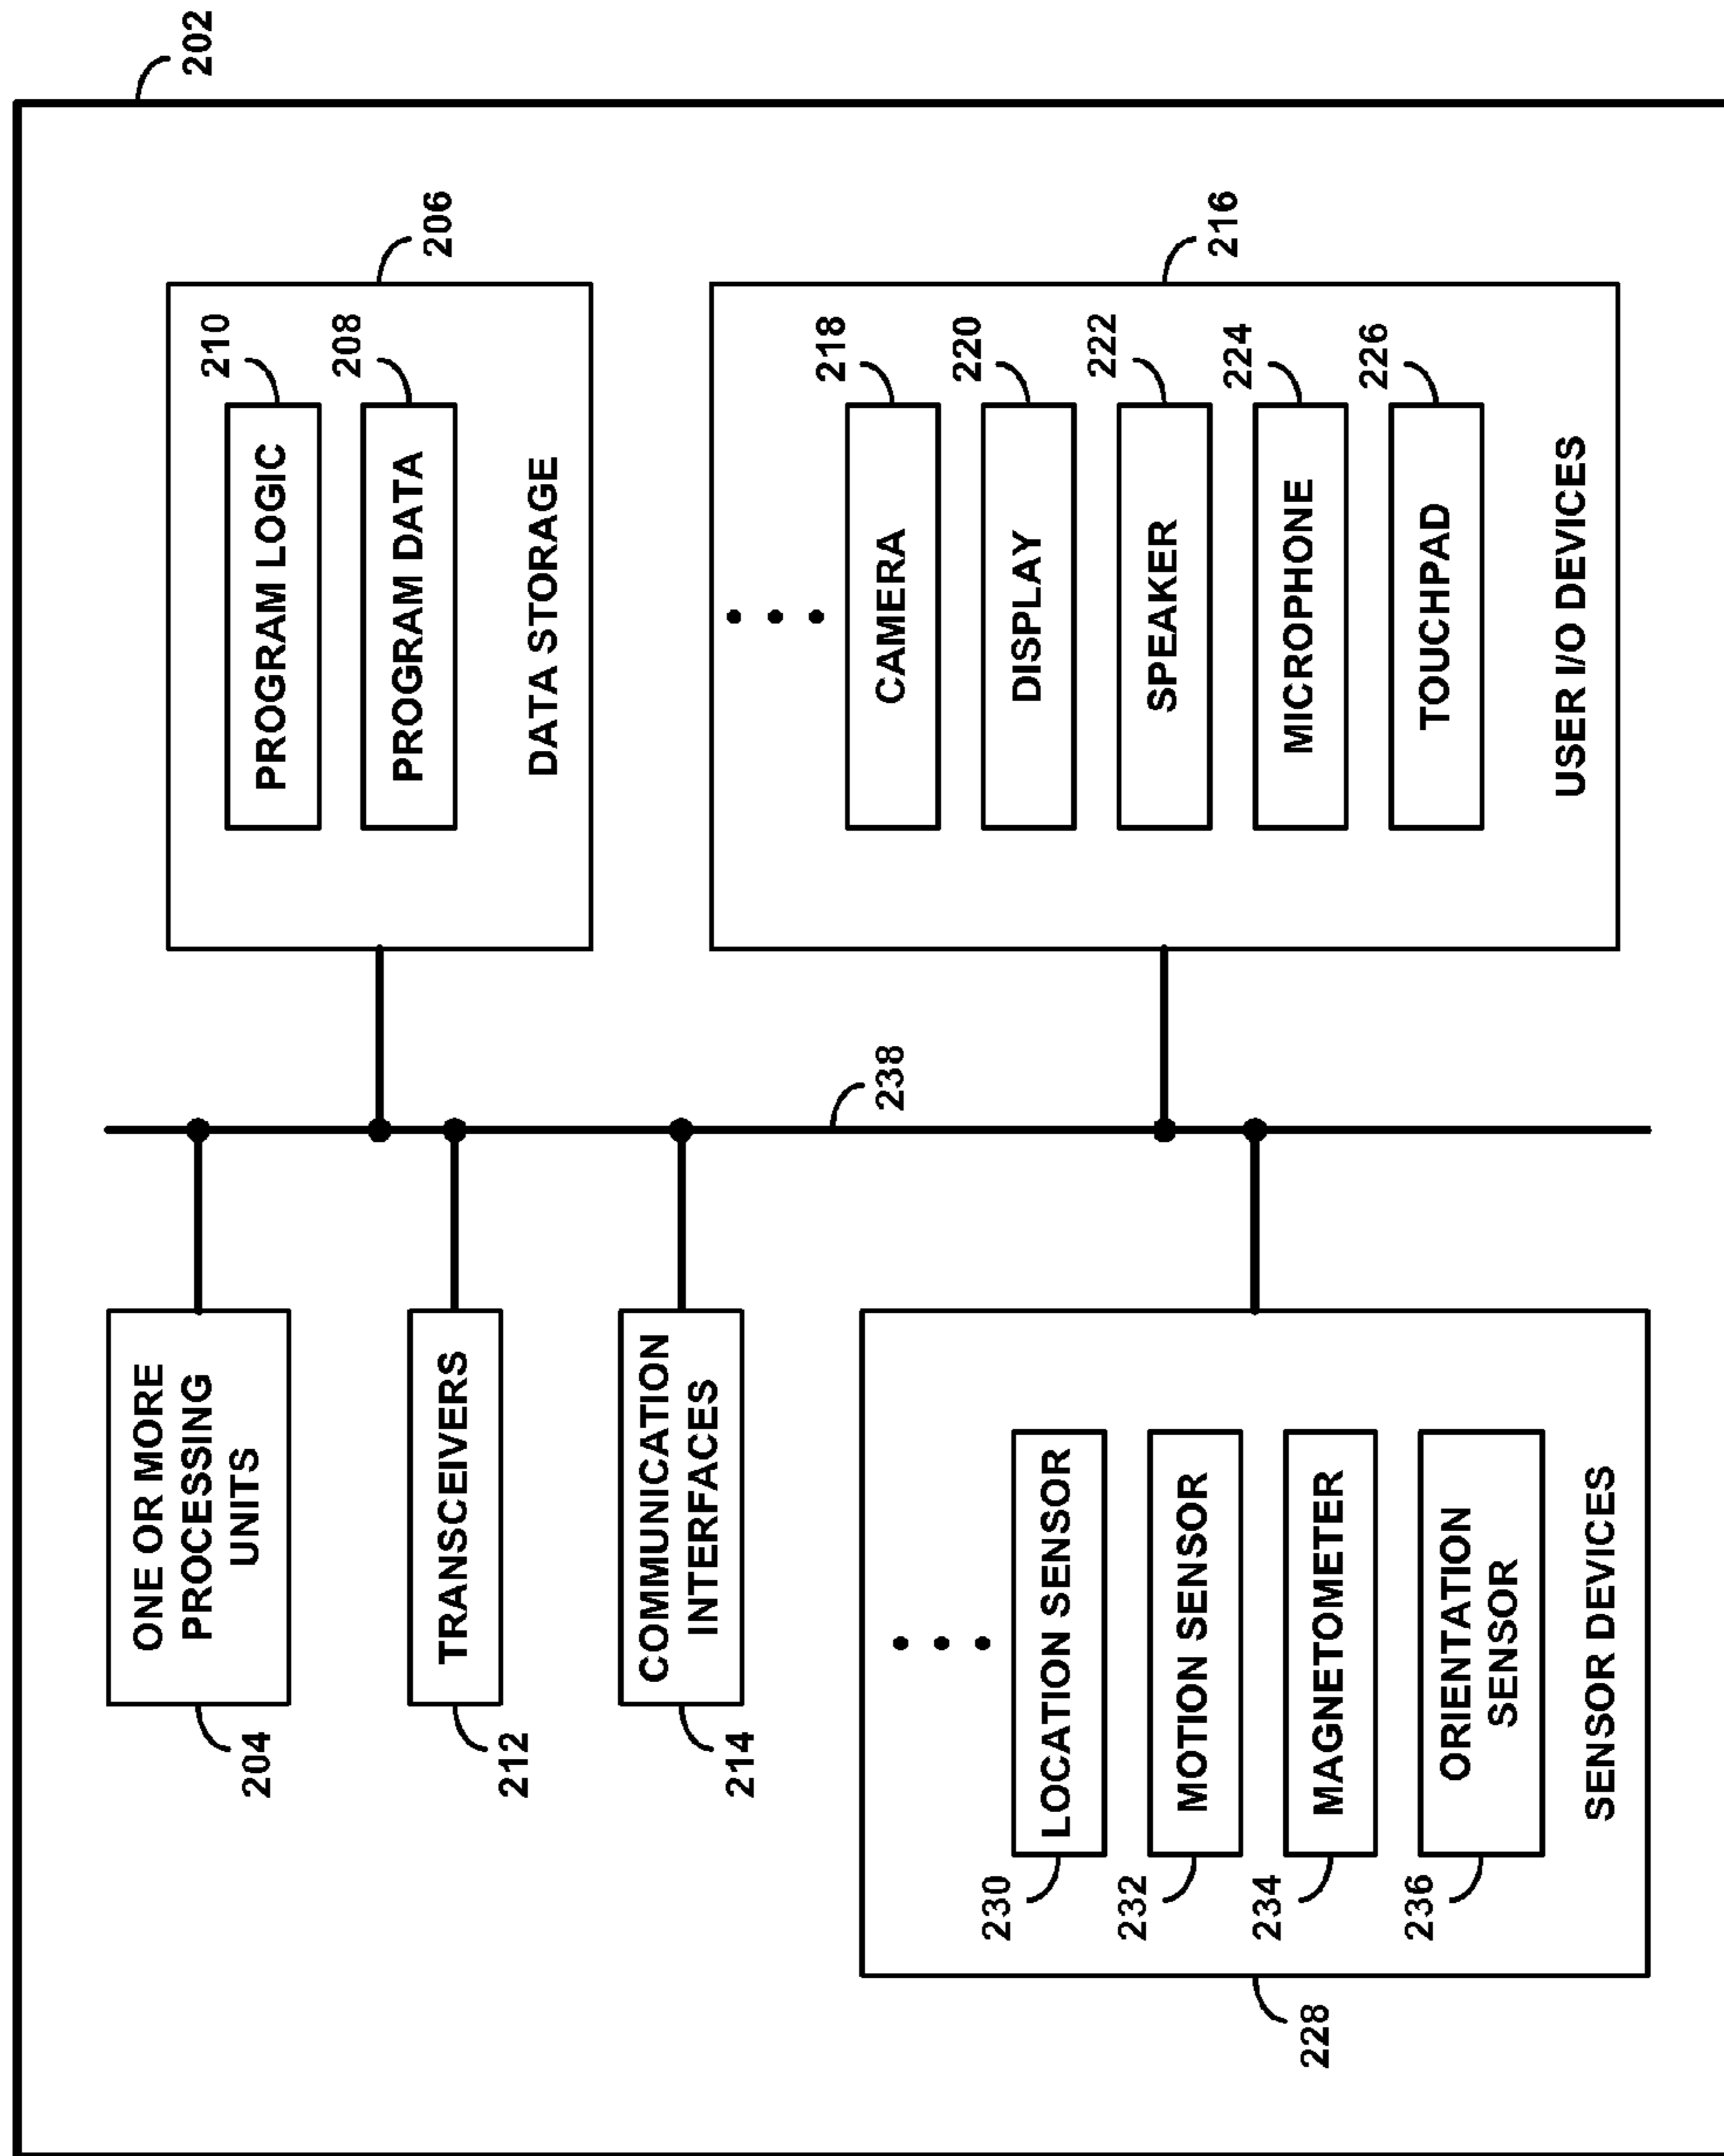 202
ONE OR MORE
PROCESSING
UNITS
204
TRANSCEIVERS
212
COMMUNICATION
INTERFACES
214
LOCATION SENSOR
230
MOTION SENSOR
232
MAGNETOMETER
234
ORIENTATION
SENSOR
236
SENSOR DEVICES
228
238
PROGRAM LOGIC
210
PROGRAM DATA
208
DATA STORAGE
206
CAMERA
218
DISPLAY
220
SPEAKER
222
MICROPHONE
224
TOUCHPAD
226
USER I/O DEVICES
216